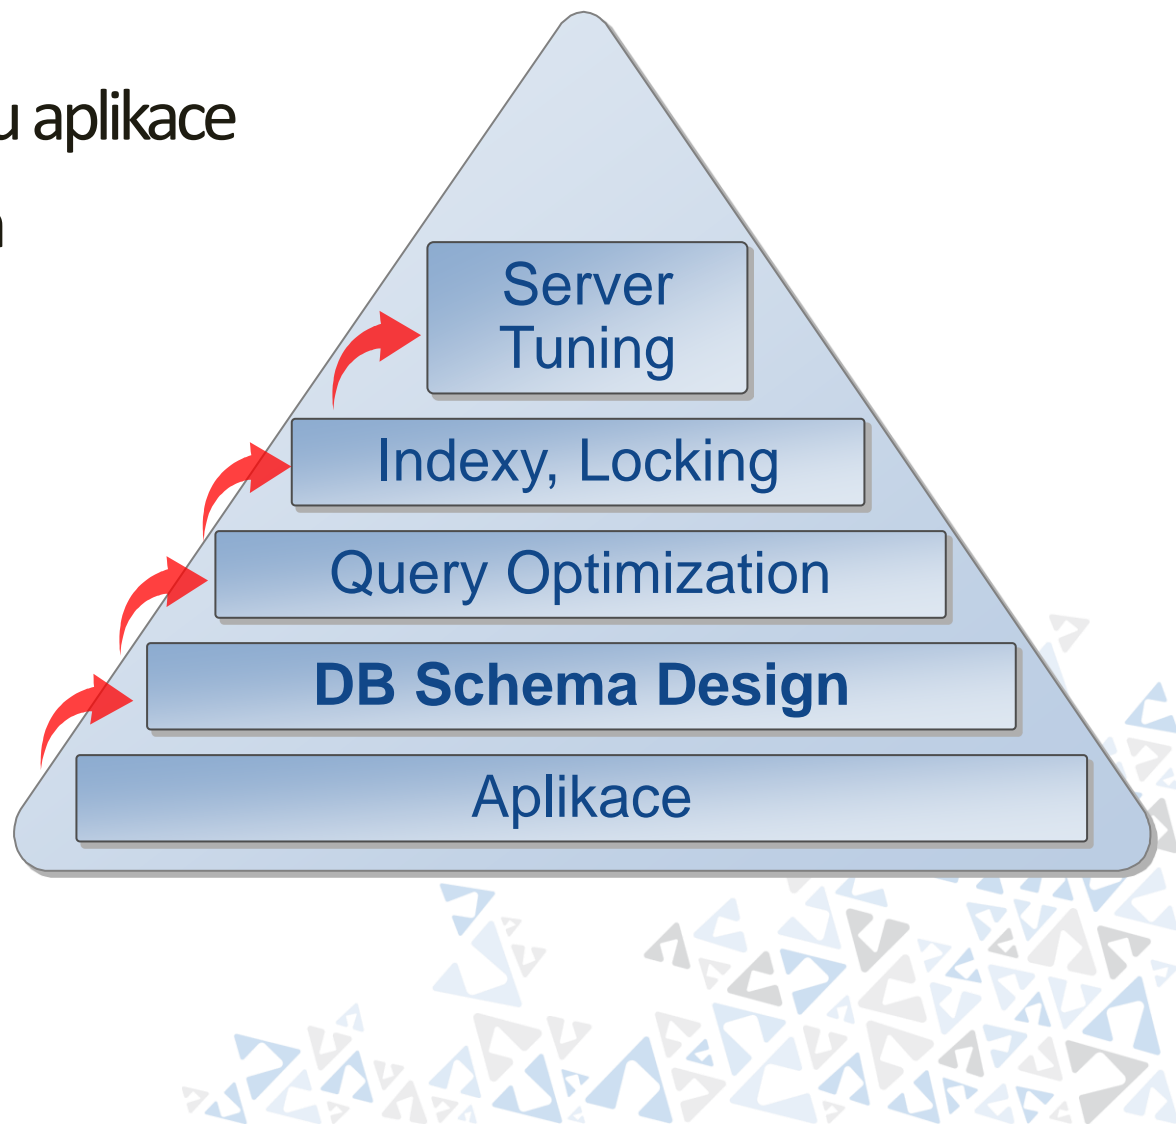 u aplikace
Server
Tuning
Indexy, Locking
Query Optimization
DB Schema Design
Aplikace